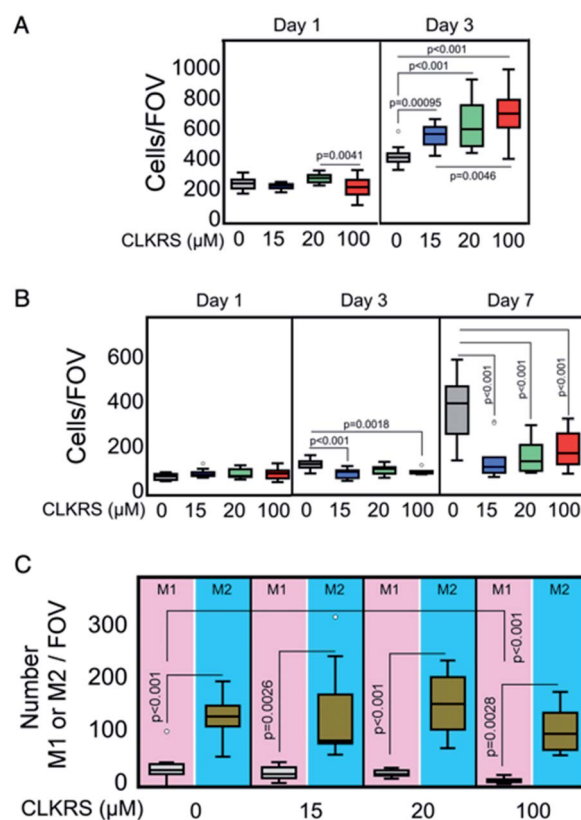 A
Day 1
Day 3
Cells/FOV
1000
800
600
400
200
0
p<0.001
p<0.001
p=0.00095
p=0.0041
p=0.0046
CLKRS (µM) 0 15 20 100 0 15 20 100
B
Day 1
Day 3
Day 7
Cells/FOV
600
400
200
0
p=0.0018
p<0.001
p<0.001
p<0.001
p<0.001
CLKRS (µM) 0 15 20 100 0 15 20 100 0 15 20 100
C
M1 M2 M1 M2 M1 M2 M1 M2
Number
M1 or M2 / FOV
300
200
100
0
p<0.001
p=0.0026
p<0.001
p<0.001
p=0.0028
CLKRS (µM) 0 15 20 100